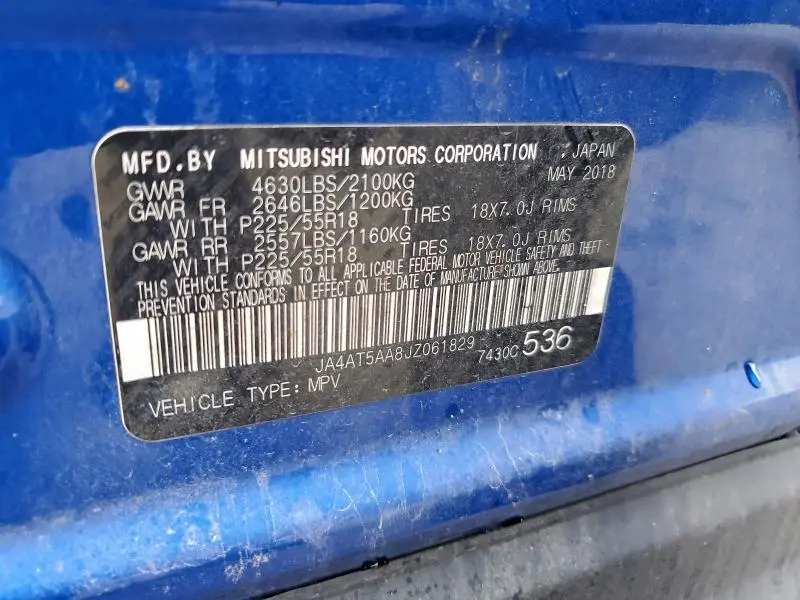 MFD.BY MITSUBISHI MOTORS CORPORATION : JAPAN
GVWR 4630LBS/2100KG MAY 2018
GAWR FR 2646LBS/1200KG
WITH P225/55R18 TIRES 18X7.0J RIMS
GAWR RR 2557LBS/1160KG
WITH P225/55R18 TIRES 18X7.0J RIMS
THIS VEHICLE CONFORMS TO ALL APPLICABLE FEDERAL MOTOR VEHICLE SAFETY AND THEFT
PREVENTION STANDARDS IN EFFECT ON THE DATE OF MANUFACTURE SHOWN ABOVE.
JA4AT5AA8JZ061829 7430C 536
VEHICLE TYPE: MPV